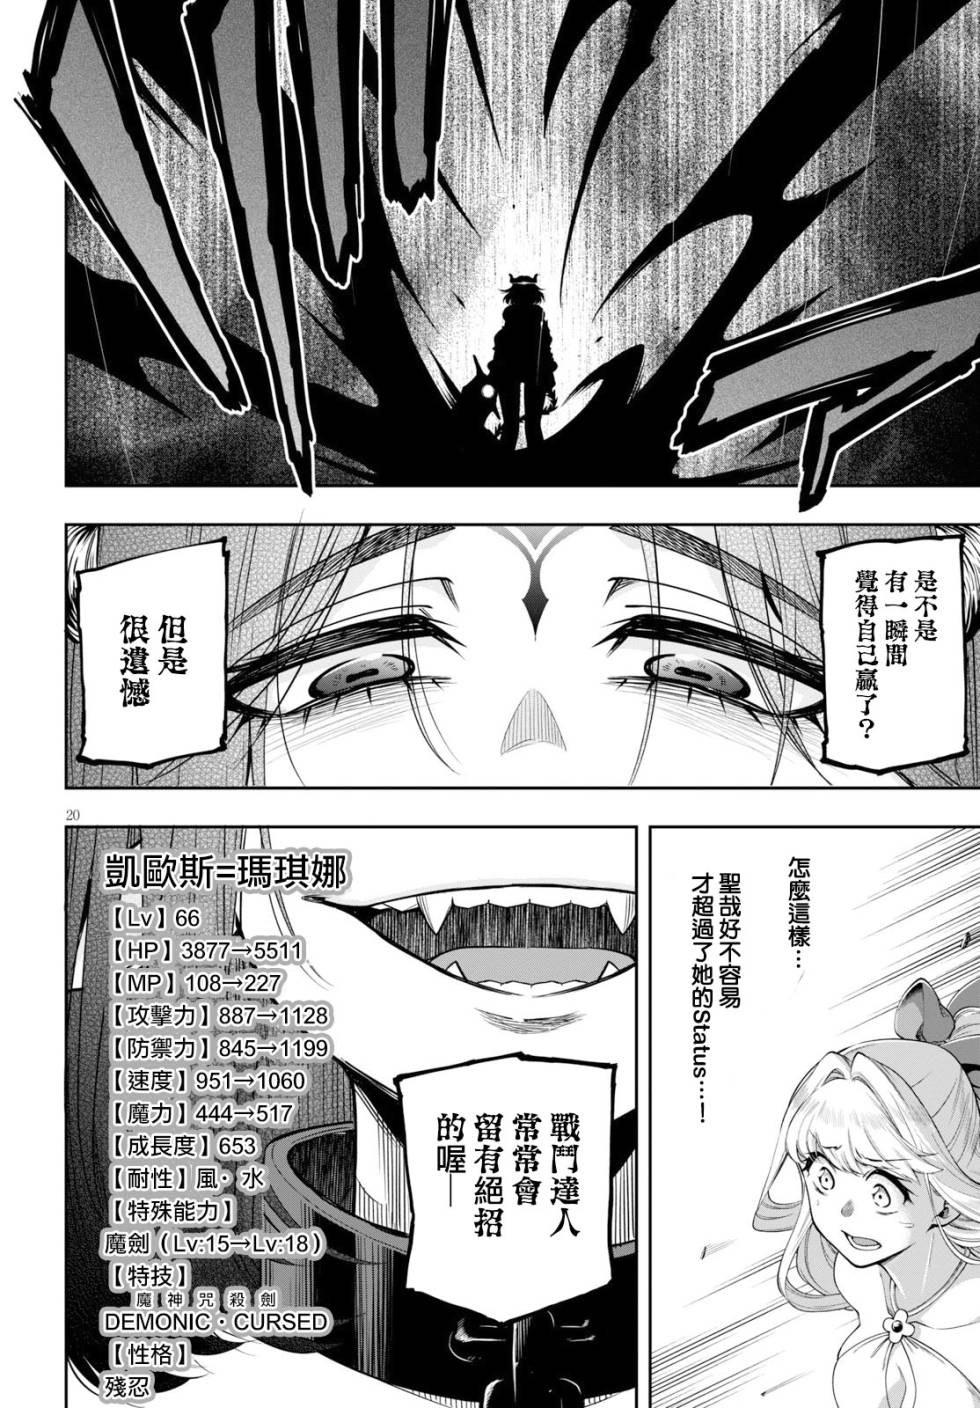 是不是
有一瞬間
覺得自己贏了？
但是
很遺憾
20
怎麼這樣…
聖哉好不容易
才超過了她的Status…！
戰鬥達人
常常會
留有絕招
的喔—
凱歐斯=瑪琪娜
【Lv】66
【HP】3877→5511
【MP】108→227
【攻擊力】887→1128
【防禦力】845→1199
【速度】951→1060
【魔力】444→517
【成長度】653
【耐性】風・水
【特殊能力】
魔劍（Lv:15→Lv:18）
【特技】
魔神咒殺劍
DEMONIC・CURSED
【性格】
殘忍